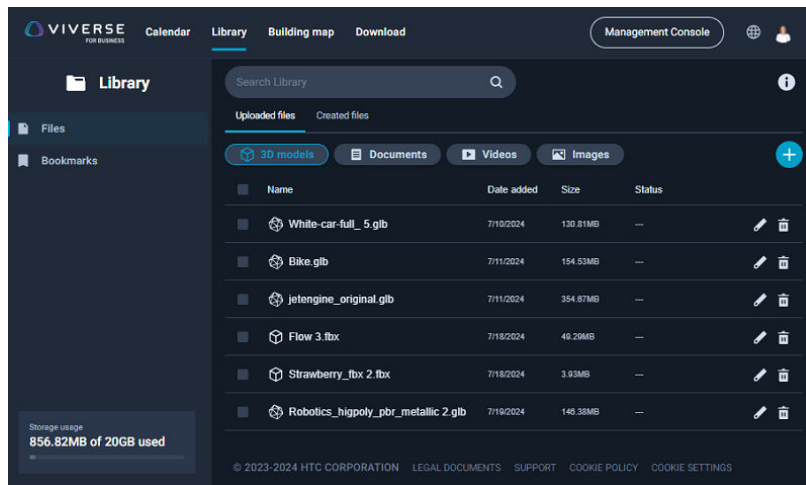 VIVERSE
FOR BUSINESS
Calendar Library Building map Download Management Console
Library
Files
Bookmarks
Storage usage
856.82MB of 20GB used
Search Library
Uploaded files Created files
3D models Documents Videos Images
Name Date added Size Status
White-car-full_ 5.glb 7/10/2024 130.81MB ---
Bike.glb 7/11/2024 154.53MB ---
jetengine_original.glb 7/11/2024 354.67MB ---
Flow 3.fbx 7/18/2024 49.29MB ---
Strawberry_fbx 2.fbx 7/18/2024 3.93MB ---
Robotics_higpoly_pbr_metallic 2.glb 7/19/2024 146.38MB ---
© 2023-2024 HTC CORPORATION LEGAL DOCUMENTS SUPPORT COOKIE POLICY COOKIE SETTINGS